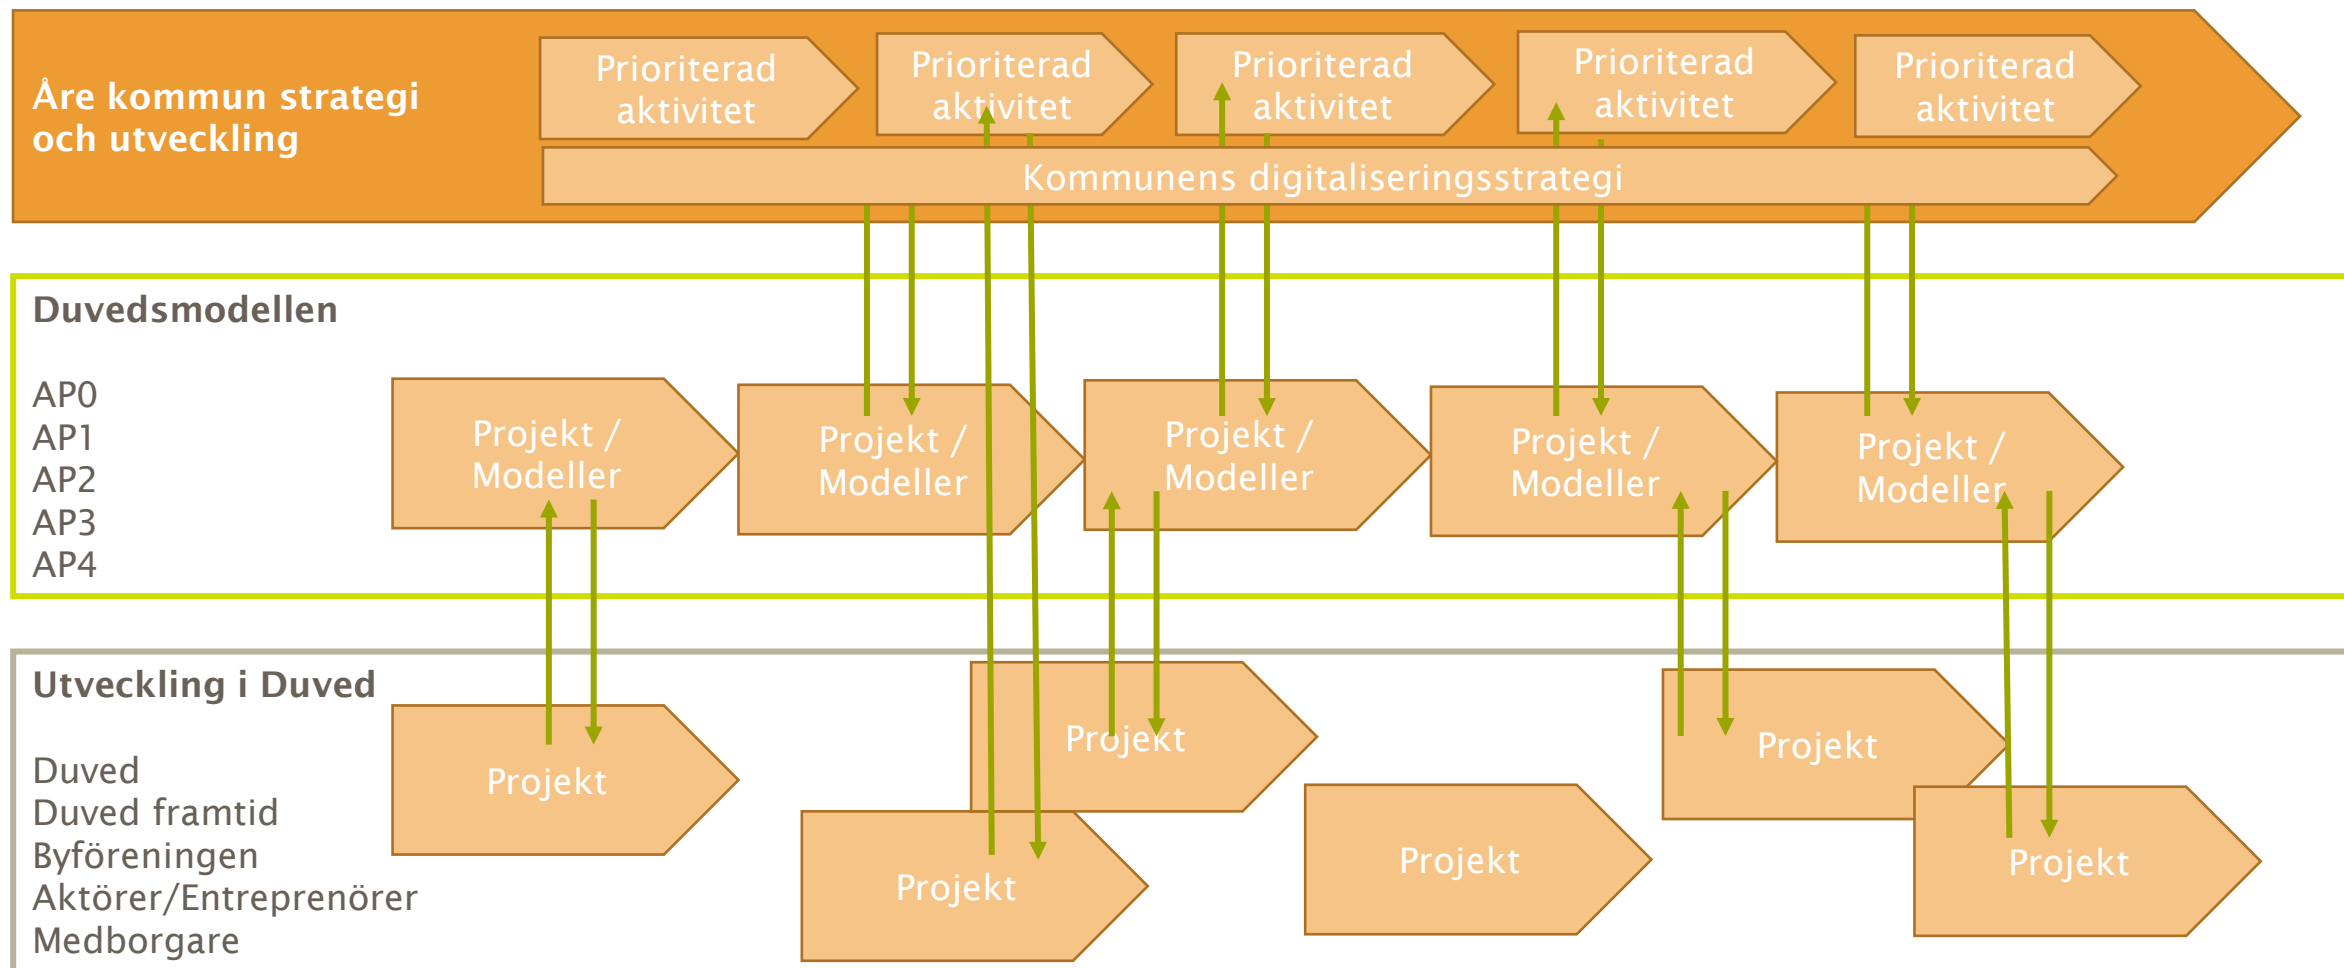 Åre kommun strategi
och utveckling
Prioriterad
aktivitet
Prioriterad
aktivitet
Prioriterad
aktivitet
Prioriterad
aktivitet
Prioriterad
aktivitet
Kommunens digitaliseringsstrategi
Duvedsmodellen
AP0
AP1
AP2
AP3
AP4
Projekt /
Modeller
Projekt /
Modeller
Projekt /
Modeller
Projekt /
Modeller
Projekt /
Modeller
Utveckling i Duved
Duved
Duved framtid
Byföreningen
Aktörer/Entreprenörer
Medborgare
Projekt
Projekt
Projekt
Projekt
Projekt
Projekt